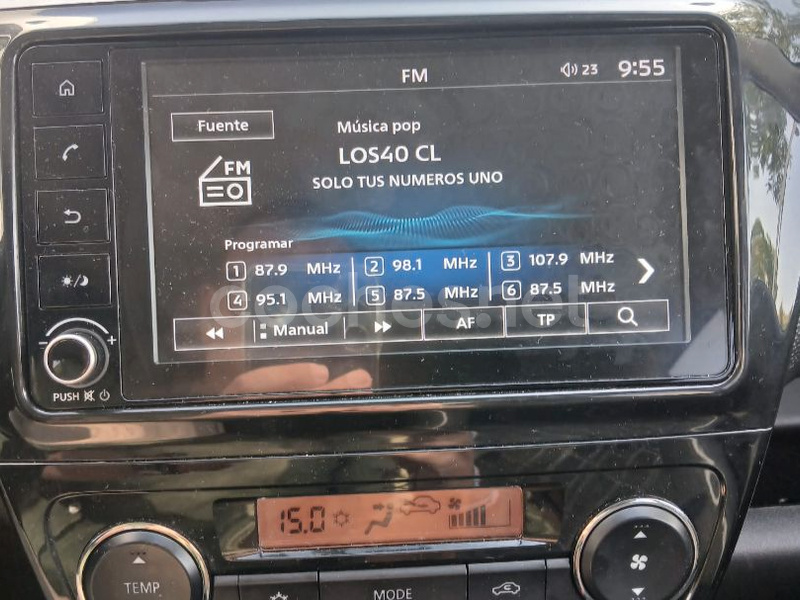 FM
23
9:55
Fuente
Música pop
LOS40 CL
FM
SOLO TUS NUMEROS UNO
Programar
1 87.9 MHz 2 98.1 MHz 3 107.9 MHz
4 95.1 MHz 5 87.5 MHz 6 87.5 MHz
coches.net
Manual AF TP
PUSH
15.0
TEMP
MODE